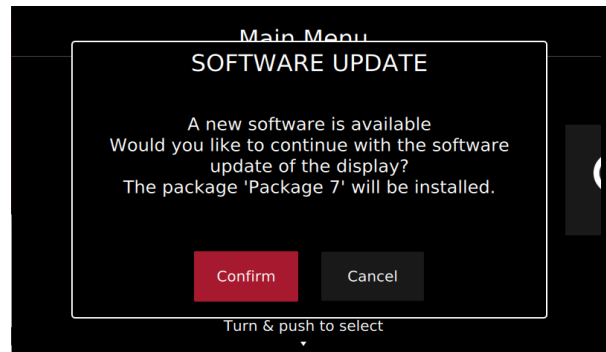 Main Menu
SOFTWARE UPDATE
A new software is available
Would you like to continue with the software
update of the display?
The package 'Package 7' will be installed.
Confirm
Cancel
Turn & push to select